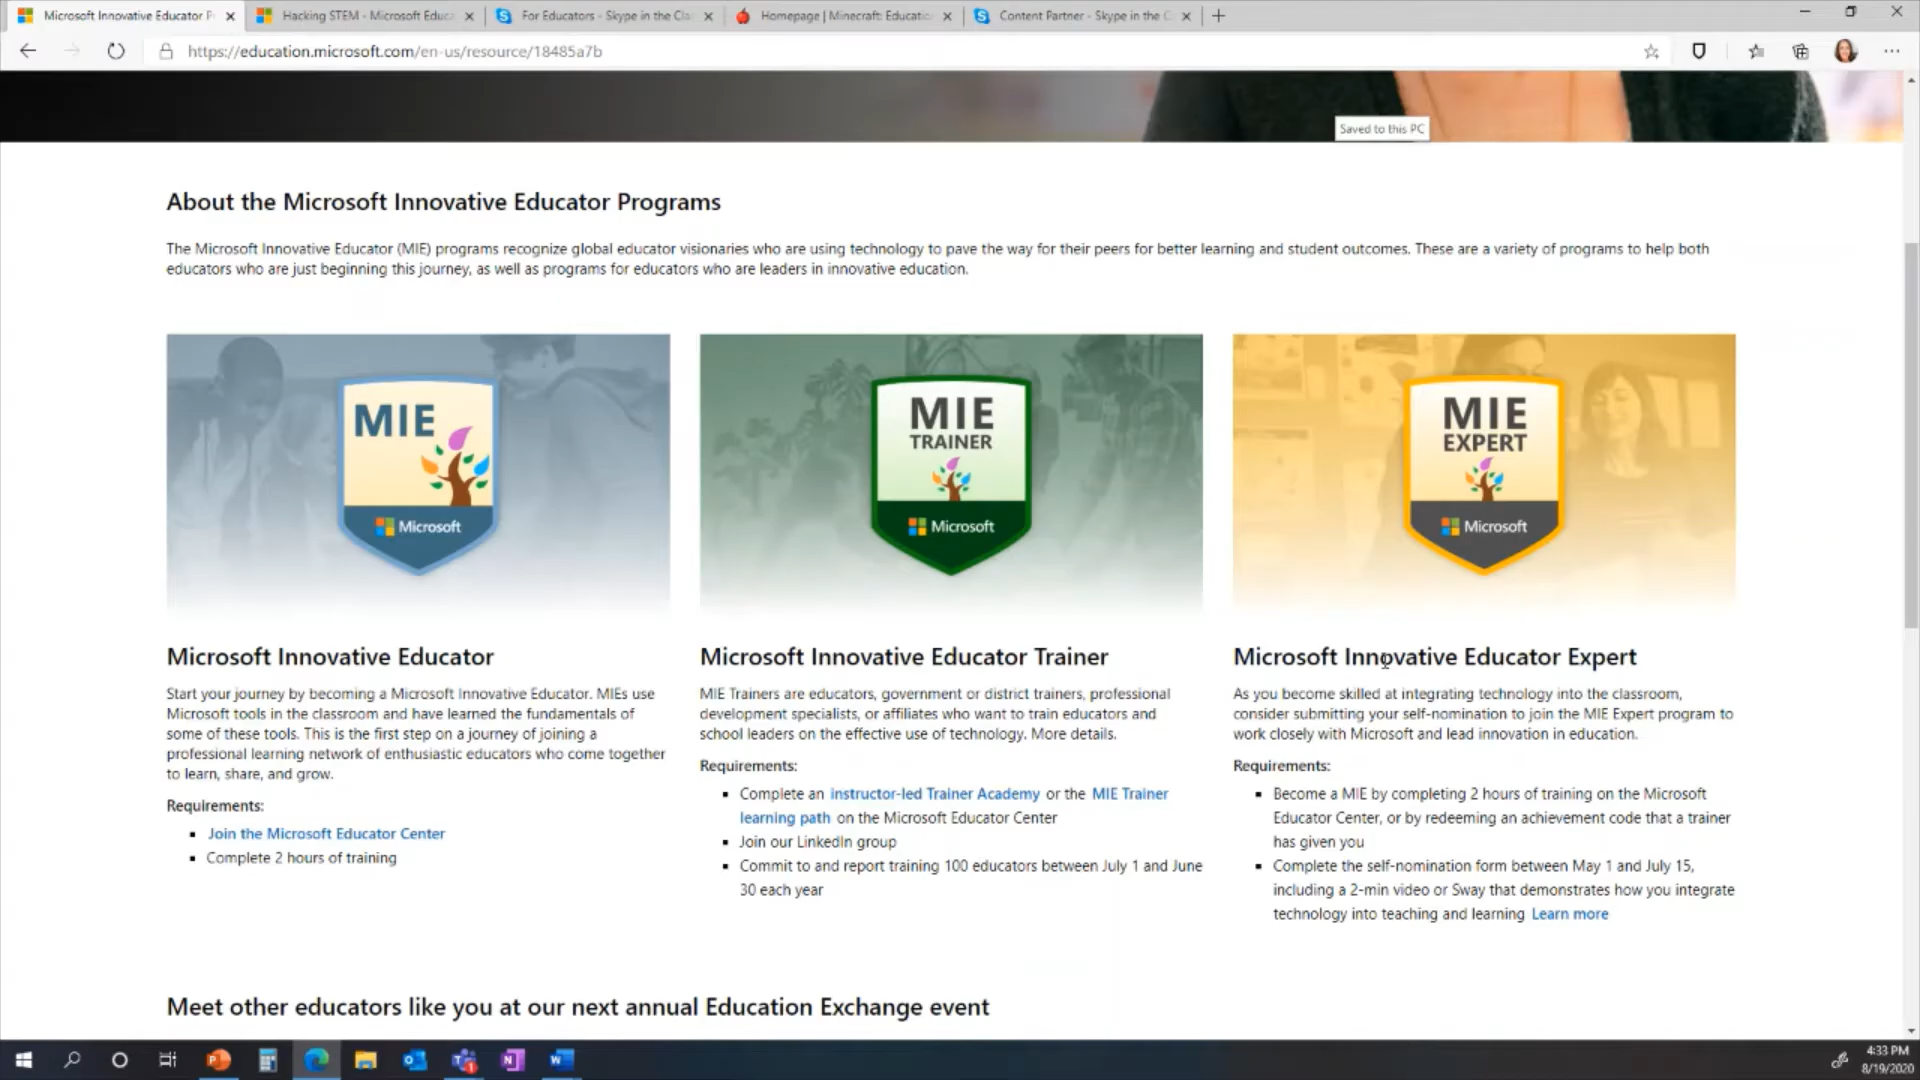 Microsoft Innovative Educator P
Hacking STEM - Microsoft Educa
For Educators - Skype in the Cla
Homepage | Minecraft: Educatio
Content Partner - Skype in the C
https://education.microsoft.com/en-us/resource/18485a7b
Saved to this PC
About the Microsoft Innovative Educator Programs
The Microsoft Innovative Educator (MIE) programs recognize global educator visionaries who are using technology to pave the way for their peers for better learning and student outcomes. These are a variety of programs to help both
educators who are just beginning this journey, as well as programs for educators who are leaders in innovative education.
MIE
Microsoft
MIE
TRAINER
Microsoft
MIE
EXPERT
Microsoft
Microsoft Innovative Educator
Start your journey by becoming a Microsoft Innovative Educator. MIEs use
Microsoft tools in the classroom and have learned the fundamentals of
some of these tools. This is the first step on a journey of joining a
professional learning network of enthusiastic educators who come together
to learn, share, and grow.
Requirements:
Join the Microsoft Educator Center
Complete 2 hours of training
Microsoft Innovative Educator Trainer
MIE Trainers are educators, government or district trainers, professional
development specialists, or affiliates who want to train educators and
school leaders on the effective use of technology. More details.
Requirements:
Complete an instructor-led Trainer Academy or the MIE Trainer
learning path on the Microsoft Educator Center
Join our LinkedIn group
Commit to and report training 100 educators between July 1 and June
30 each year
Microsoft Innovative Educator Expert
As you become skilled at integrating technology into the classroom,
consider submitting your self-nomination to join the MIE Expert program to
work closely with Microsoft and lead innovation in education.
Requirements:
Become a MIE by completing 2 hours of training on the Microsoft
Educator Center, or by redeeming an achievement code that a trainer
has given you
Complete the self-nomination form between May 1 and July 15,
including a 2-min video or Sway that demonstrates how you integrate
technology into teaching and learning Learn more
Meet other educators like you at our next annual Education Exchange event
4:33 PM
8/19/2020